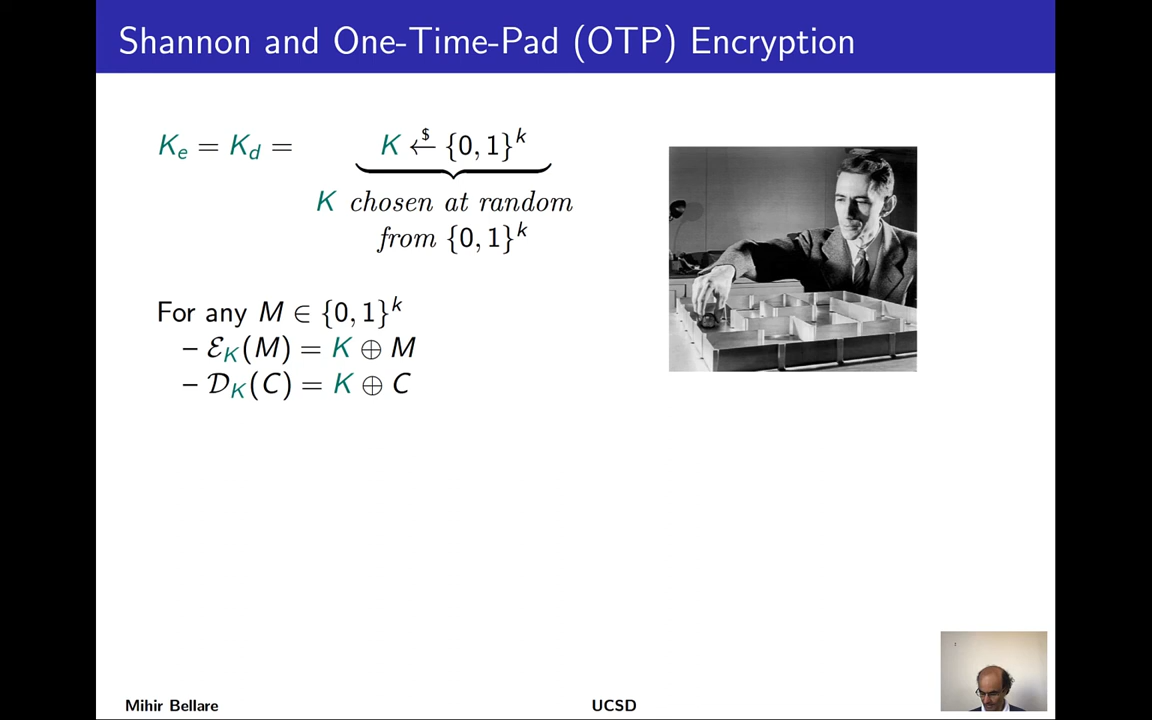 Shannon and One-Time-Pad (OTP) Encryption
K_e = K_d = K ←$ {0, 1}^k
K chosen at random
from {0, 1}^k
For any M ∈ {0, 1}^k
– ℰ_K(M) = K ⊕ M
– 𝒟_K(C) = K ⊕ C
Mihir Bellare UCSD